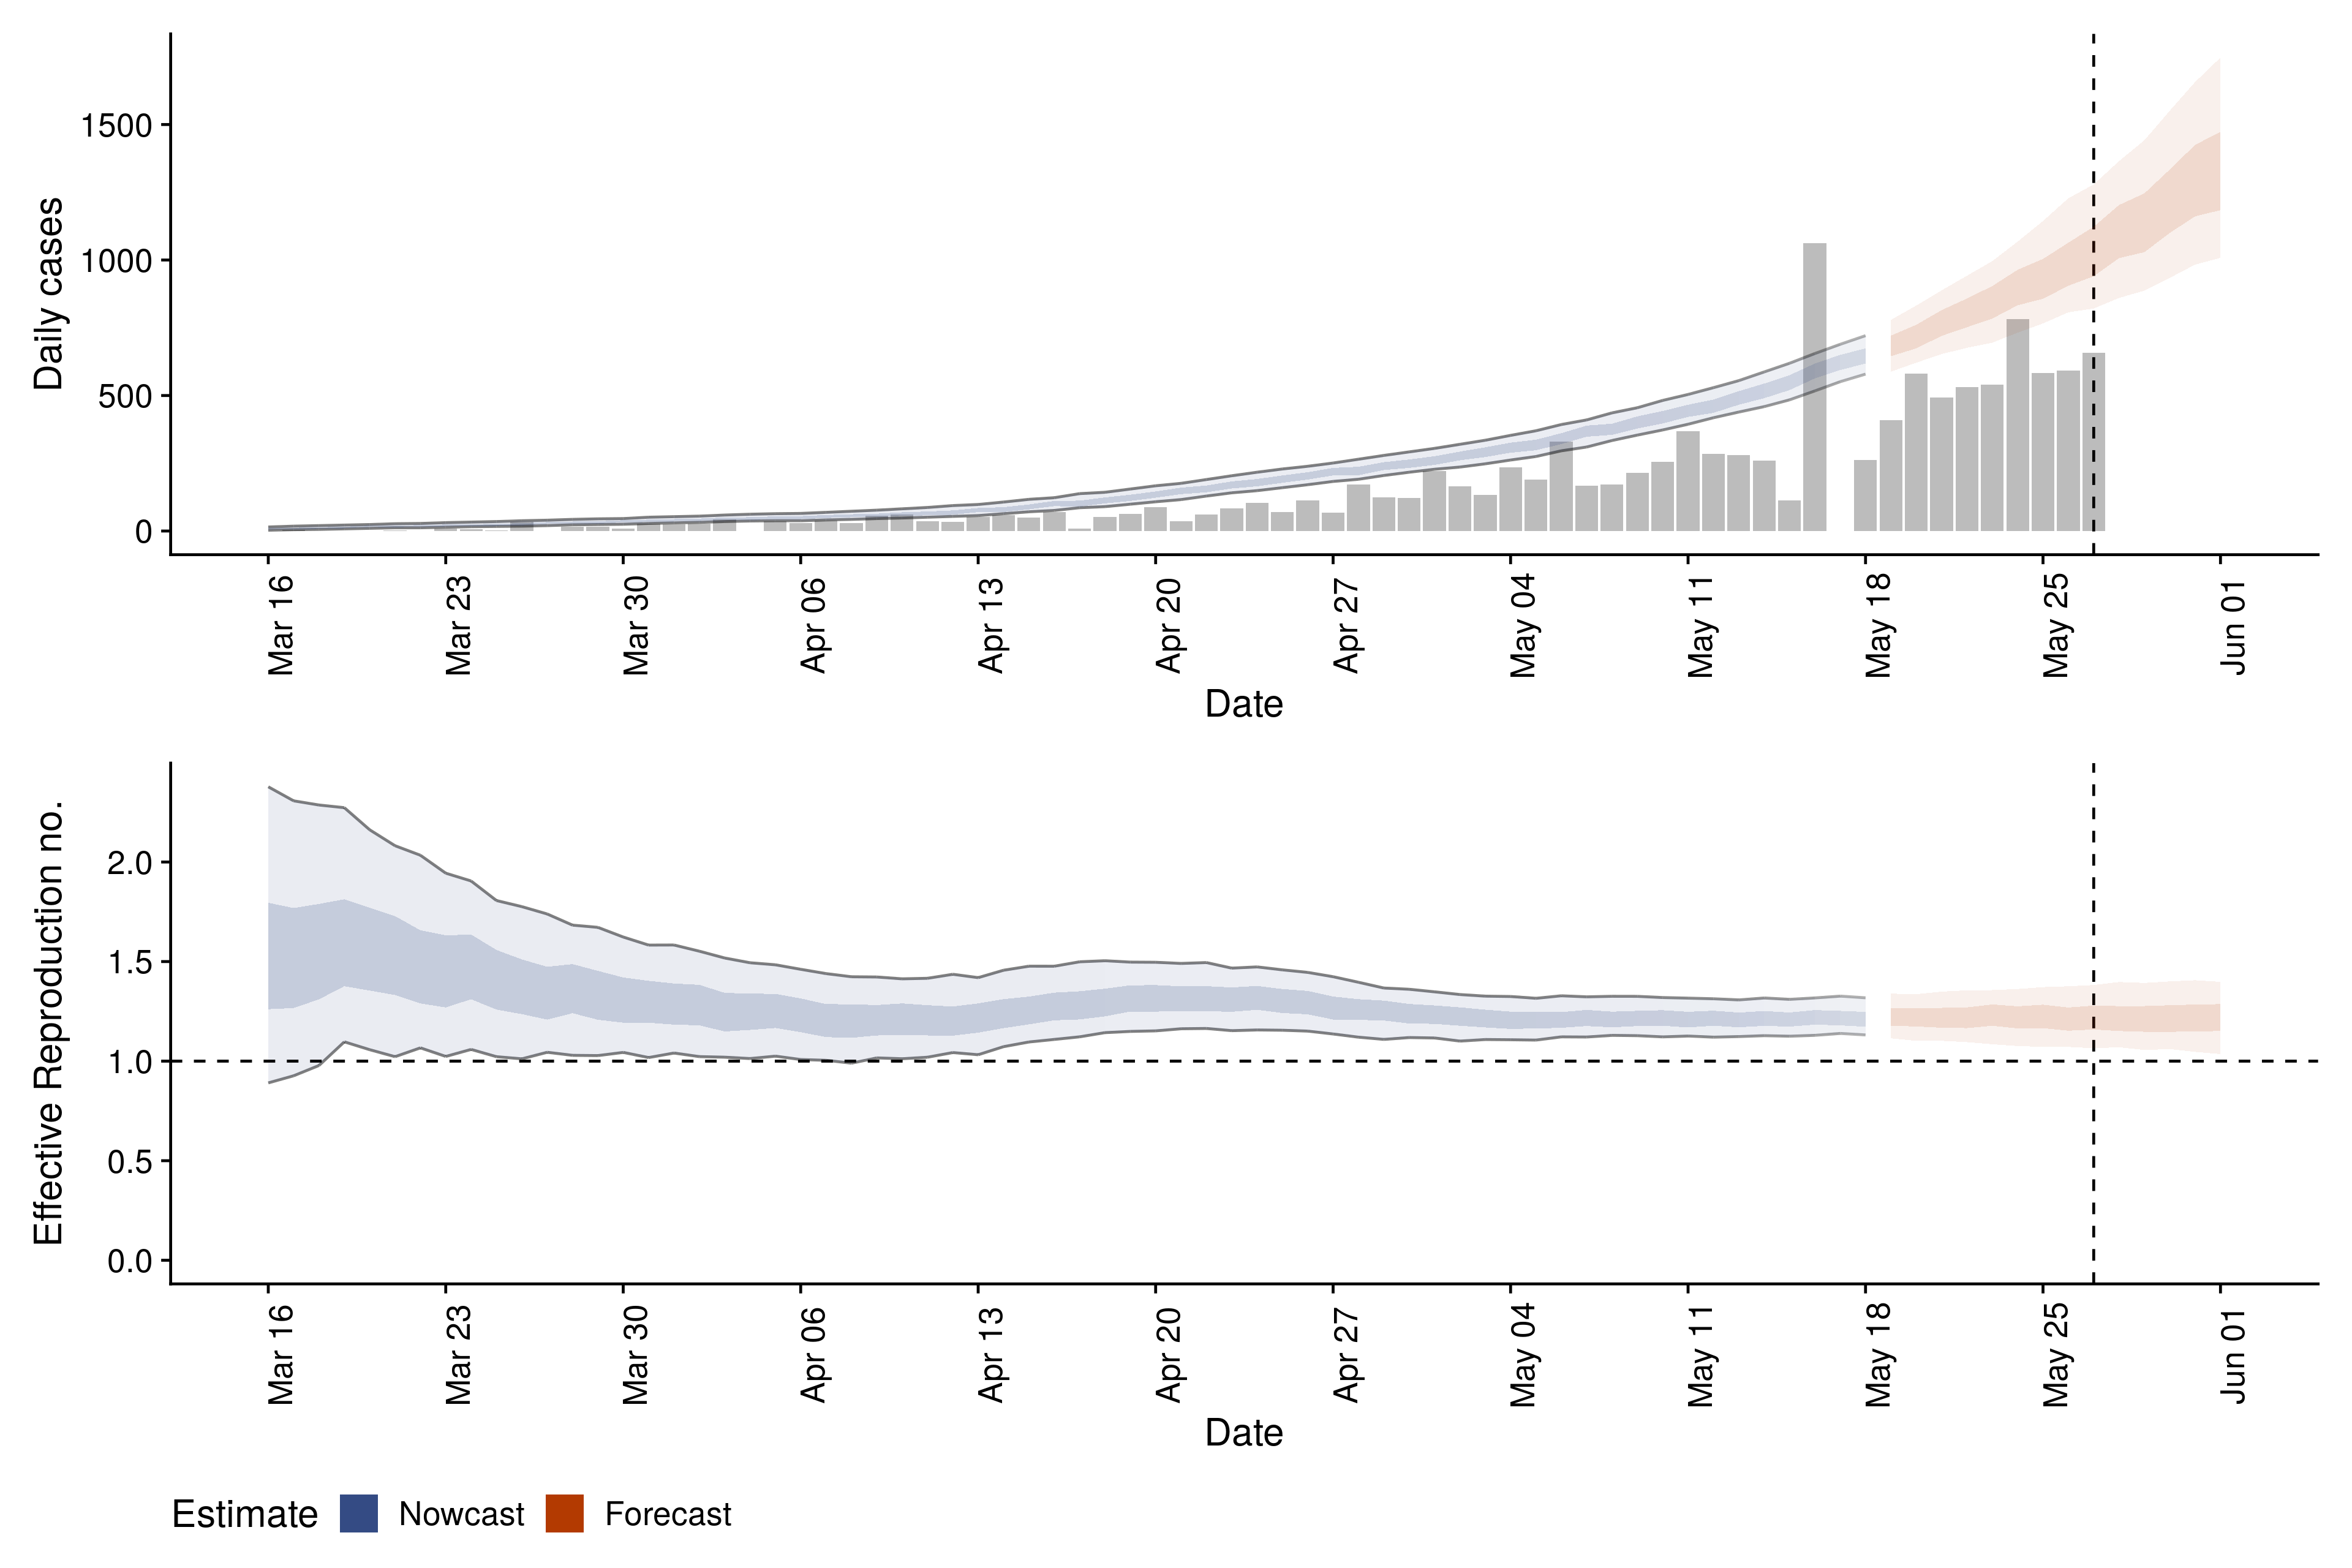 Daily cases
1500
1000
500
0
Mar 16
Mar 23
Mar 30
Apr 06
Apr 13
Apr 20
Apr 27
May 04
May 11
May 18
May 25
Jun 01
Date
Effective Reproduction no.
2.0
1.5
1.0
0.5
0.0
Mar 16
Mar 23
Mar 30
Apr 06
Apr 13
Apr 20
Apr 27
May 04
May 11
May 18
May 25
Jun 01
Date
Estimate Nowcast Forecast